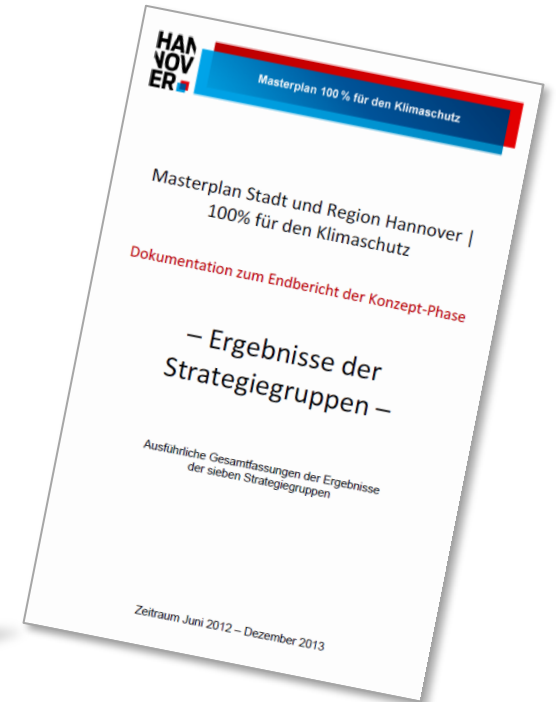 HAN
NOV
ER
Masterplan 100 % für den Klimaschutz
Masterplan Stadt und Region Hannover |
100% für den Klimaschutz
Dokumentation zum Endbericht der Konzept-Phase
– Ergebnisse der
Strategiegruppen –
Ausführliche Gesamtfassungen der Ergebnisse
der sieben Strategiegruppen
Zeitraum Juni 2012 – Dezember 2013